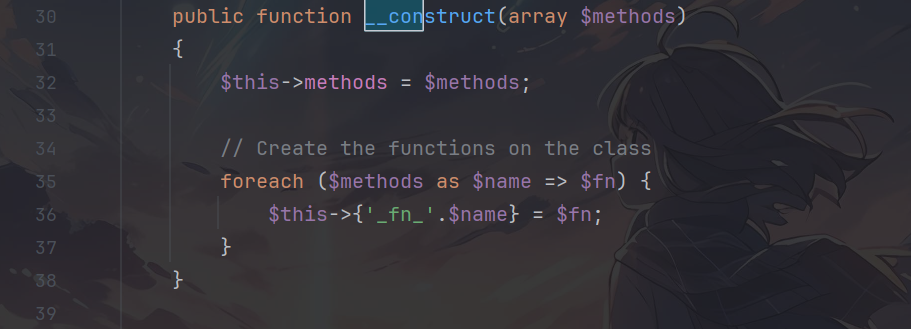 30 public function __construct(array $methods)
31 {
32 $this->methods = $methods;
33
34 // Create the functions on the class
35 foreach ($methods as $name => $fn) {
36 $this->{'_fn_'.$name} = $fn;
37 }
38 }
39